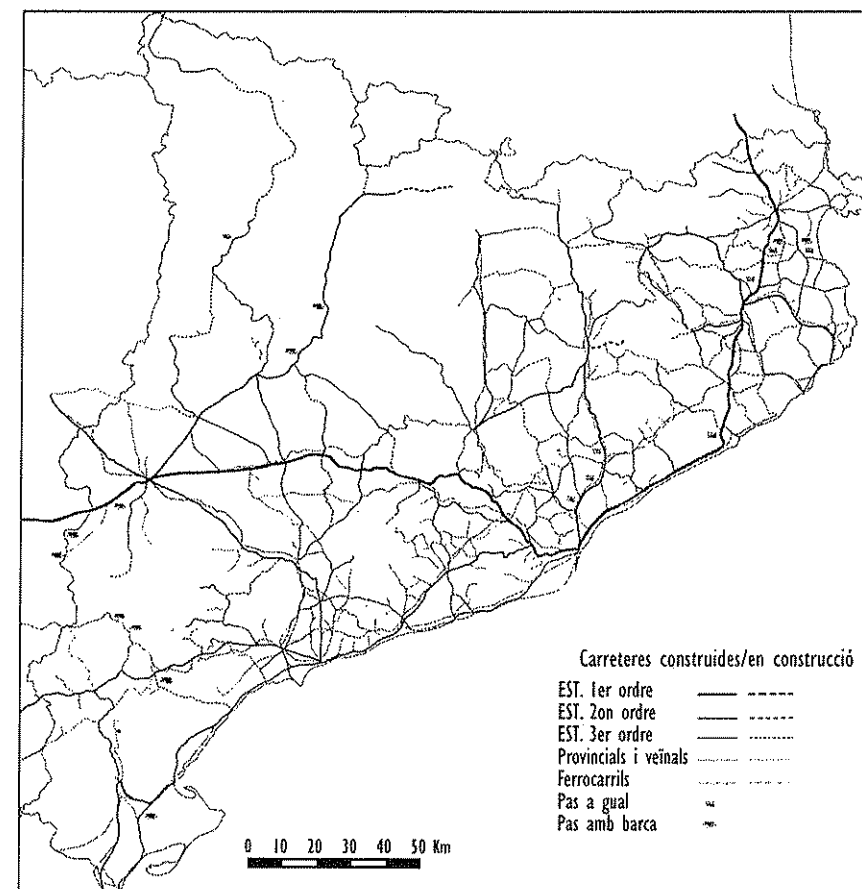 Carreteres construides/en construcció
EST. 1er ordre
EST. 2on ordre
EST. 3er ordre
Provincials i veïnals
Ferrocarrils
Pas a gual
Pas amb barca
0 10 20 30 40 50 Km